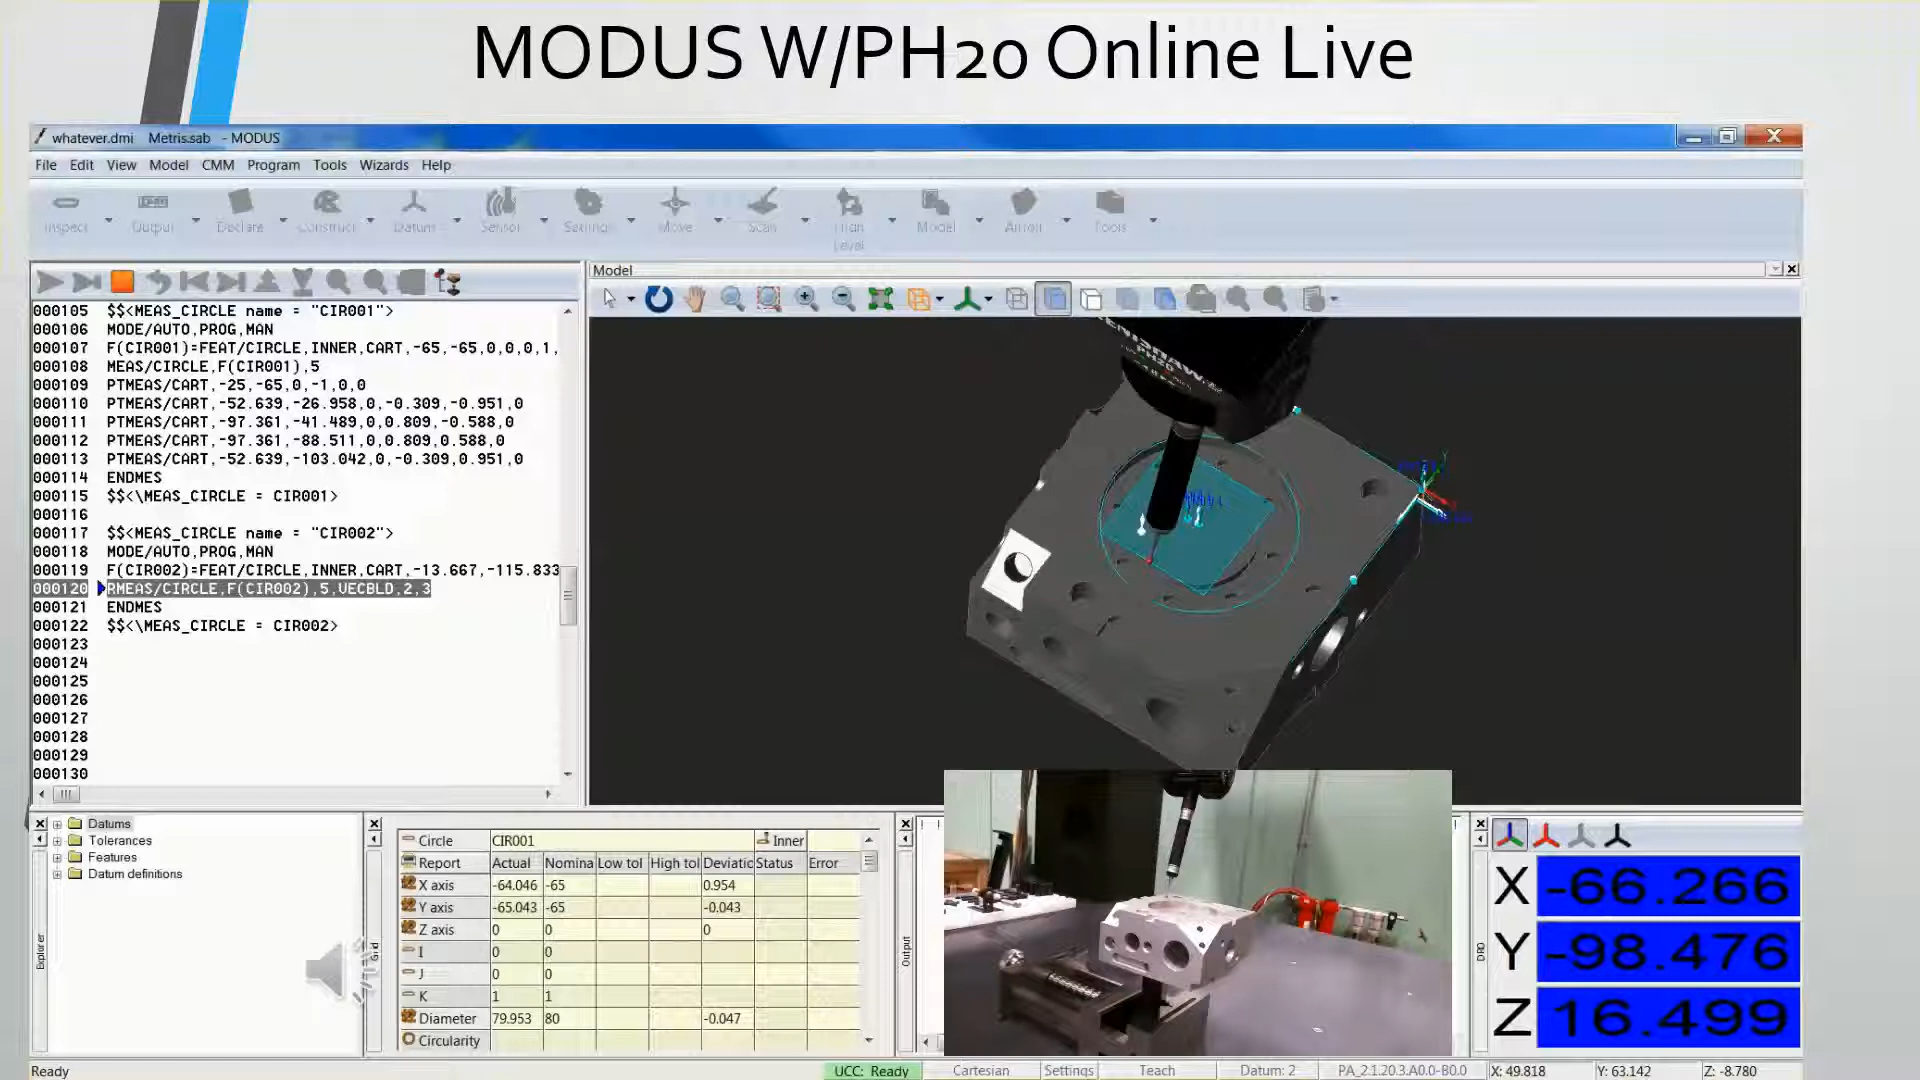 MODUS W/PH20 Online Live
whatever.dmi Metris.sab - MODUS
File Edit View Model CMM Program Tools Wizards Help
Inspect Output Declare Construct Datum Sensor Settings Move Scan High Level Model Tools
Model
000105 $$<MEAS_CIRCLE name = "CIR001">
000106 MODE/AUTO,PROG,MAN
000107 F(CIR001)=FEAT/CIRCLE,INNER,CART,-65,-65,0,0,0,1,
000108 MEAS/CIRCLE,F(CIR001),5
000109 PTMEAS/CART,-25,-65,0,-1,0,0
000110 PTMEAS/CART,-52.639,-26.958,0,-0.309,-0.951,0
000111 PTMEAS/CART,-97.361,-41.489,0,0.809,-0.588,0
000112 PTMEAS/CART,-97.361,-88.511,0,0.809,0.588,0
000113 PTMEAS/CART,-52.639,-103.042,0,-0.309,0.951,0
000114 ENDMES
000115 $$<\MEAS_CIRCLE = CIR001>
000116
000117 $$<MEAS_CIRCLE name = "CIR002">
000118 MODE/AUTO,PROG,MAN
000119 F(CIR002)=FEAT/CIRCLE,INNER,CART,-13.667,-115.833
000120 RMEAS/CIRCLE,F(CIR002),5,VECBLD,2,3
000121 ENDMES
000122 $$<\MEAS_CIRCLE = CIR002>
000123
000124
000125
000126
000127
000128
000129
000130
PH20
Explorer
Datums
Tolerances
Features
Datum definitions
Grid
Circle CIR001 Inner
Report Actual Nomina Low tol High tol Deviatic Status Error
X axis -64.046 -65 0.954
Y axis -65.043 -65 -0.043
Z axis 0 0 0
I 0 0
J 0 0
K 1 1
Diameter 79.953 80 -0.047
Circularity
Output
DRO
X -66.266
Y -98.476
Z 16.499
Ready UCC: Ready Cartesian Settings Teach Datum: 2 PA_2.1.20.3.A0.0-B0.0 X: 49.818 Y: 63.142 Z: -8.780